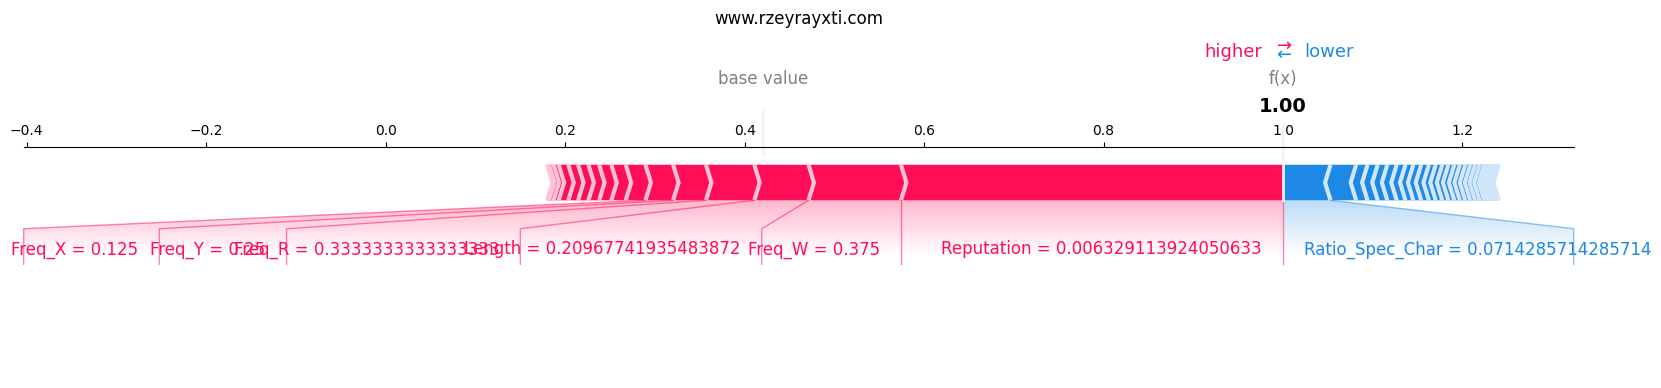 www.rzeyrayxti.com
higher → ← lower
base value f(x)
1.00
−0.4 −0.2 0.0 0.2 0.4 0.6 0.8 1.0 1.2
Freq_X = 0.125 Freq_Y = 0.25 Freq_R = 0.3333333333333333 Length = 0.20967741935483872 Freq_W = 0.375 Reputation = 0.006329113924050633 Ratio_Spec_Char = 0.0714285714285714